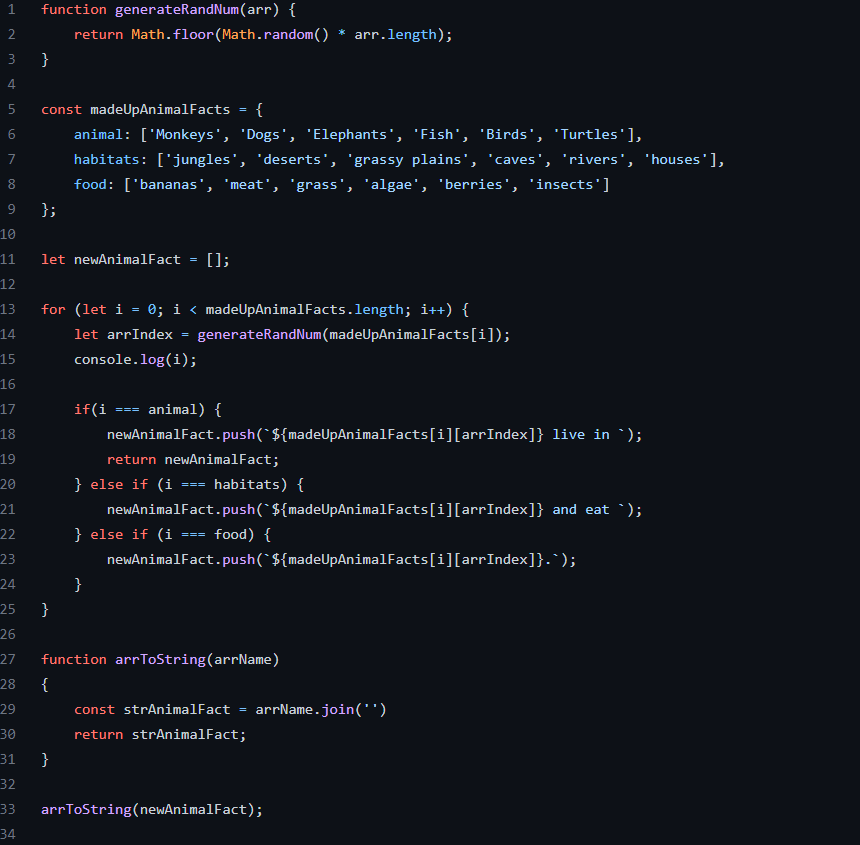 1 function generateRandNum(arr) {
2     return Math.floor(Math.random() * arr.length);
3 }
4
5 const madeUpAnimalFacts = {
6     animal: ['Monkeys', 'Dogs', 'Elephants', 'Fish', 'Birds', 'Turtles'],
7     habitats: ['jungles', 'deserts', 'grassy plains', 'caves', 'rivers', 'houses'],
8     food: ['bananas', 'meat', 'grass', 'algae', 'berries', 'insects']
9 };
10
11 let newAnimalFact = [];
12
13 for (let i = 0; i < madeUpAnimalFacts.length; i++) {
14     let arrIndex = generateRandNum(madeUpAnimalFacts[i]);
15     console.log(i);
16
17     if(i === animal) {
18         newAnimalFact.push(`${madeUpAnimalFacts[i][arrIndex]} live in `);
19         return newAnimalFact;
20     } else if (i === habitats) {
21         newAnimalFact.push(`${madeUpAnimalFacts[i][arrIndex]} and eat `);
22     } else if (i === food) {
23         newAnimalFact.push(`${madeUpAnimalFacts[i][arrIndex]}.`);
24     }
25 }
26
27 function arrToString(arrName)
28 {
29     const strAnimalFact = arrName.join('')
30     return strAnimalFact;
31 }
32
33 arrToString(newAnimalFact);
34